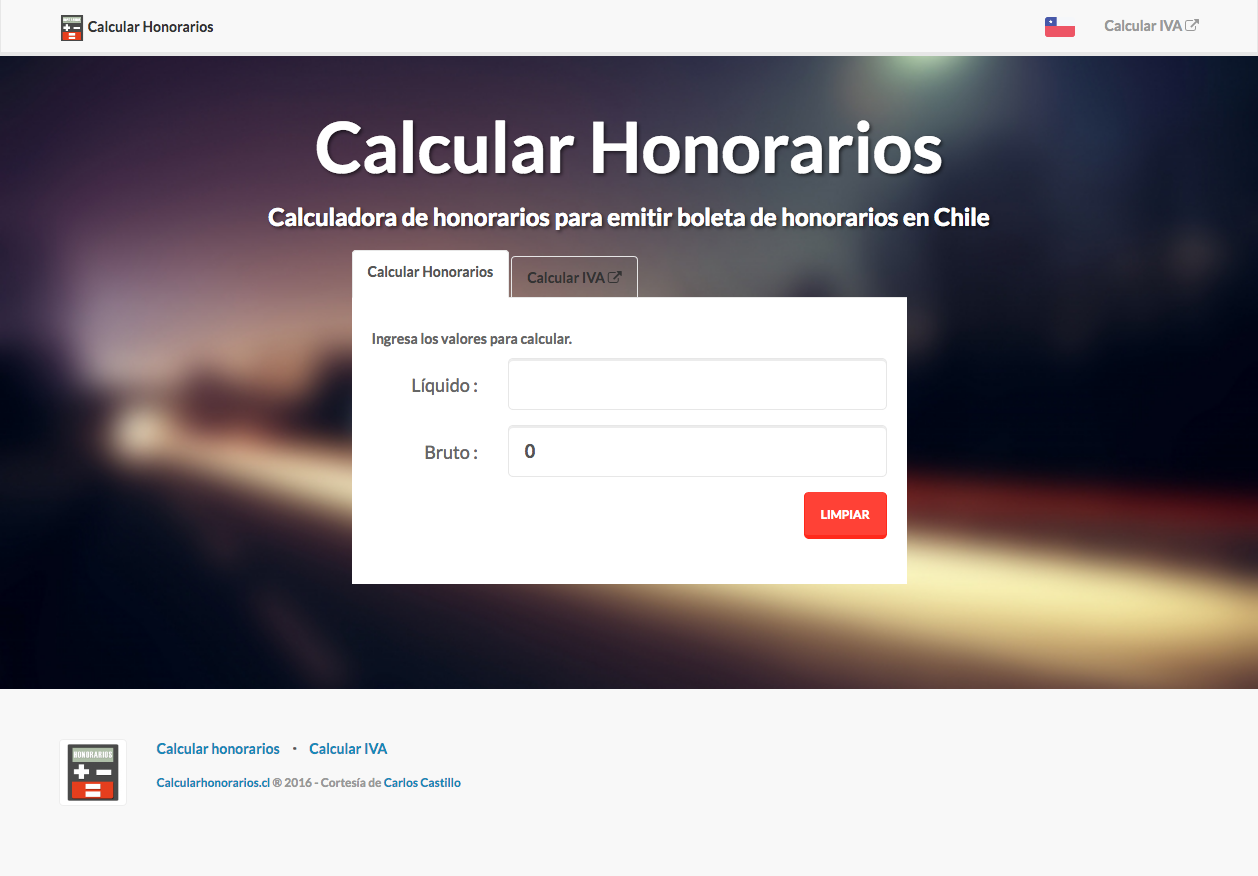 Calcular Honorarios
Calcular IVA
Calcular Honorarios
Calculadora de honorarios para emitir boleta de honorarios en Chile
Calcular Honorarios
Calcular IVA
Ingresa los valores para calcular.
Líquido :
Bruto :
0
LIMPIAR
HONORARIOS
Calcular honorarios • Calcular IVA
Calcularhonorarios.cl ® 2016 - Cortesía de Carlos Castillo